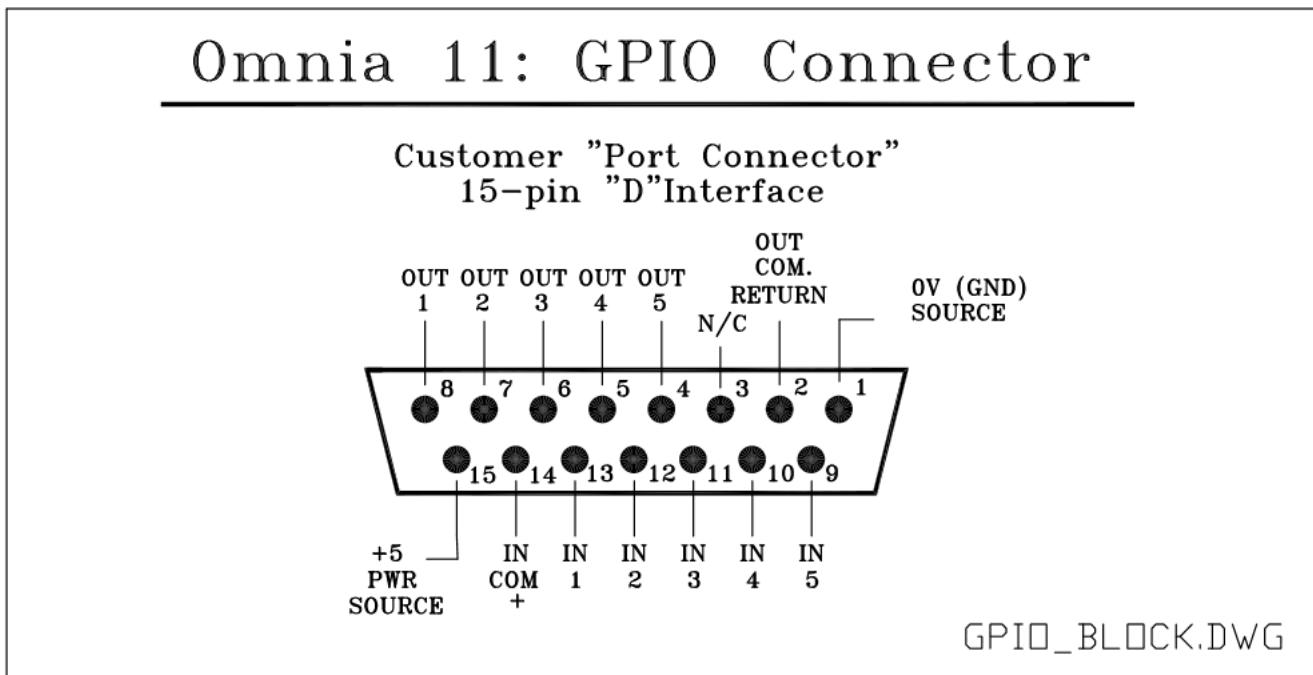 Omnia 11: GPIO Connector
Customer "Port Connector"
15-pin "D"Interface
OUT OUT OUT OUT OUT
1 2 3 4 5
N/C
OUT
COM.
RETURN
0V (GND)
SOURCE
8 7 6 5 4 3 2 1
15 14 13 12 11 10 9
+5
PWR
SOURCE
IN
COM
+
IN IN IN IN IN
1 2 3 4 5
GPIO_BLOCK.DWG